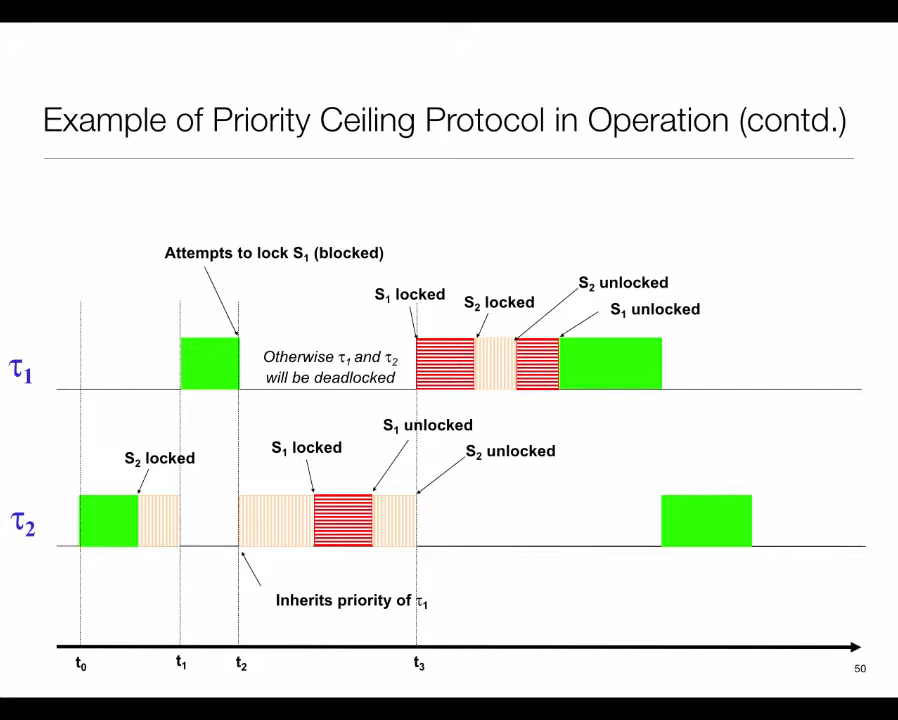 Example of Priority Ceiling Protocol in Operation (contd.)
Attempts to lock S₁ (blocked)
S₂ unlocked
S₁ locked
S₂ locked
S₁ unlocked
Otherwise τ₁ and τ₂
will be deadlocked
τ₁
S₁ unlocked
S₁ locked
S₂ unlocked
S₂ locked
τ₂
Inherits priority of τ₁
t₀ t₁ t₂ t₃
50